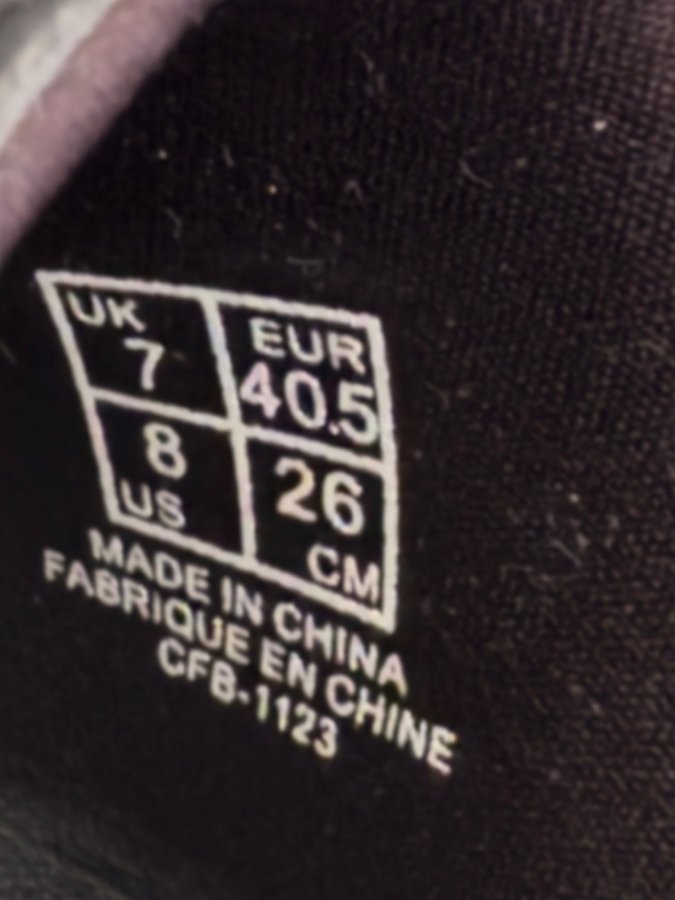 UK
7
EUR
40.5
8
US
26
CM
MADE IN CHINA
FABRIQUE EN CHINE
CFB-1123